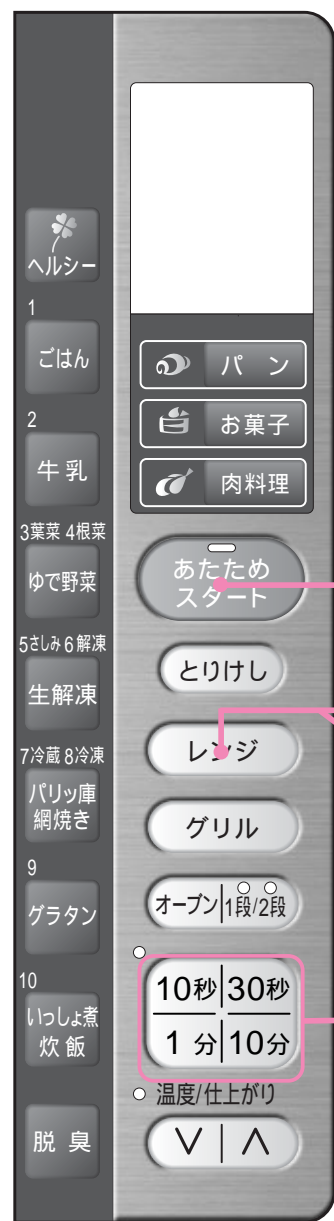 ヘルシー
1
ごはん
2
牛乳
3葉菜 4根菜
ゆで野菜
5さしみ 6解凍
生解凍
7冷蔵 8冷凍
パリッ庫
網焼き
9
グラタン
10
いっしょ煮
炊飯
脱臭
パン
お菓子
肉料理
あたため
スタート
とりけし
レンジ
グリル
オーブン 1段/2段
10秒 30秒
1分 10分
温度/仕上がり
∨ ∧